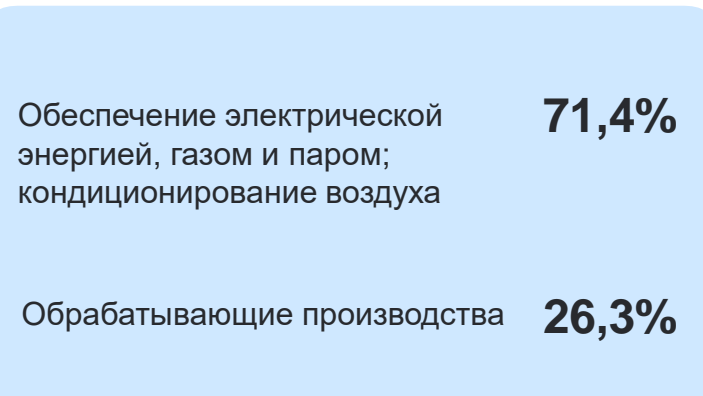 Обеспечение электрической
энергией, газом и паром;
кондиционирование воздуха
71,4%
Обрабатывающие производства
26,3%